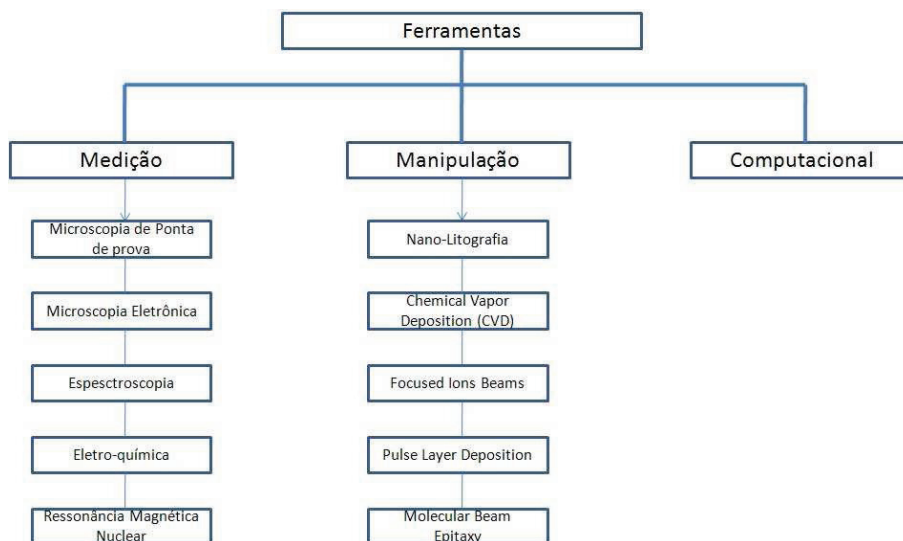 Ferramentas
Medição
Manipulação
Computacional
Microscopia de Ponta
de prova
Microscopia Eletrônica
Espesctroscopia
Eletro-química
Ressonância Magnética
Nuclear
Nano-Litografia
Chemical Vapor
Deposition (CVD)
Focused Ions Beams
Pulse Layer Deposition
Molecular Beam
Epitaxy